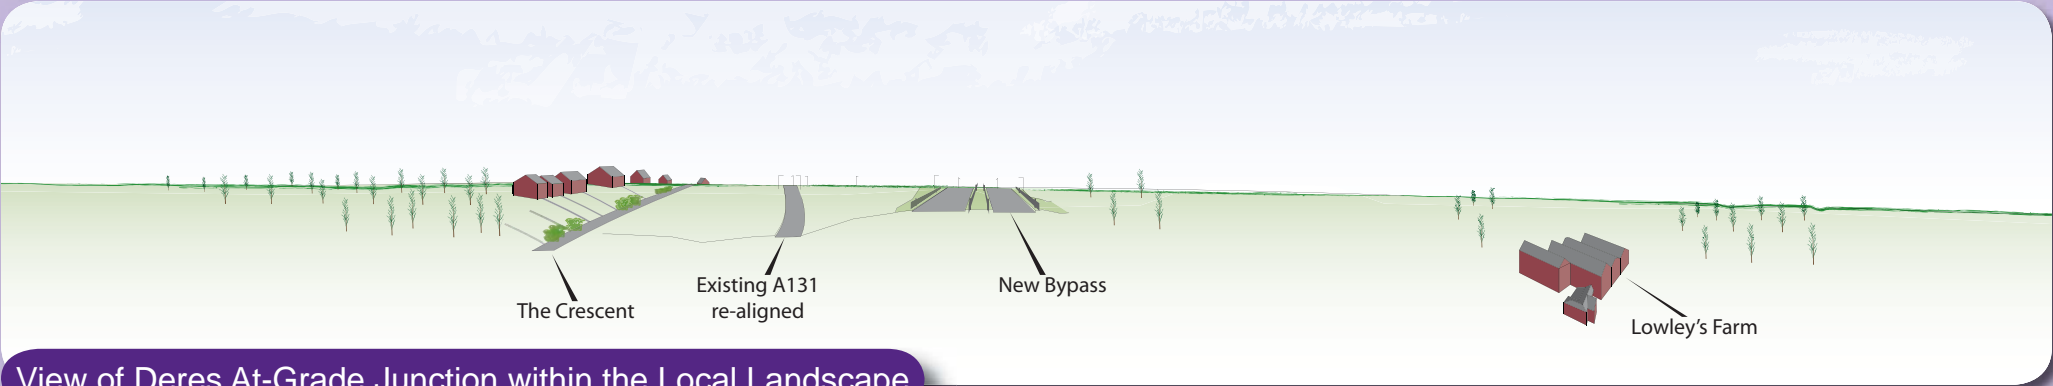 The Crescent
Existing A131
re-aligned
New Bypass
Lowley's Farm
View of Deres At-Grade Junction within the Local Landscape